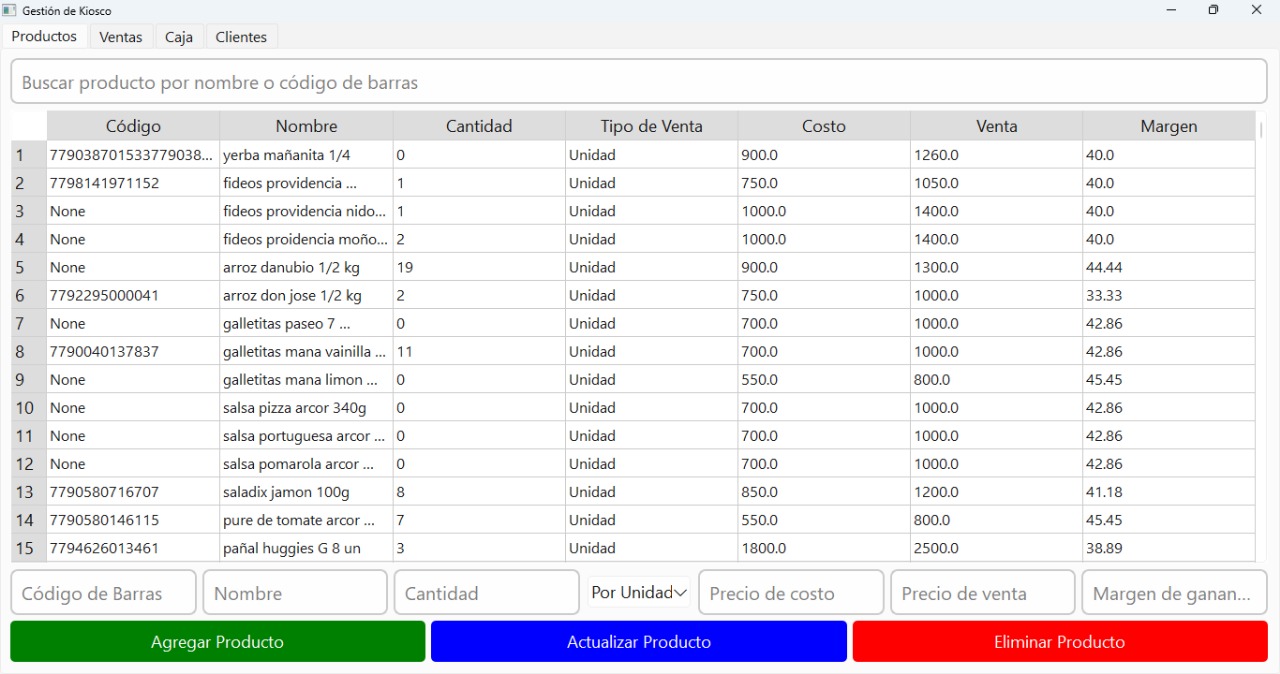 Gestión de Kiosco
Productos Ventas Caja Clientes
Buscar producto por nombre o código de barras
Código Nombre Cantidad Tipo de Venta Costo Venta Margen
1 779038701533779038... yerba mañanita 1/4 0 Unidad 900.0 1260.0 40.0
2 7798141971152 fideos providencia ... 1 Unidad 750.0 1050.0 40.0
3 None fideos providencia nido... 1 Unidad 1000.0 1400.0 40.0
4 None fideos proidencia moño... 2 Unidad 1000.0 1400.0 40.0
5 None arroz danubio 1/2 kg 19 Unidad 900.0 1300.0 44.44
6 7792295000041 arroz don jose 1/2 kg 2 Unidad 750.0 1000.0 33.33
7 None galletitas paseo 7 ... 0 Unidad 700.0 1000.0 42.86
8 7790040137837 galletitas mana vainilla ... 11 Unidad 700.0 1000.0 42.86
9 None galletitas mana limon ... 0 Unidad 550.0 800.0 45.45
10 None salsa pizza arcor 340g 0 Unidad 700.0 1000.0 42.86
11 None salsa portuguesa arcor ... 0 Unidad 700.0 1000.0 42.86
12 None salsa pomarola arcor ... 0 Unidad 700.0 1000.0 42.86
13 7790580716707 saladix jamon 100g 8 Unidad 850.0 1200.0 41.18
14 7790580146115 pure de tomate arcor ... 7 Unidad 550.0 800.0 45.45
15 7794626013461 pañal huggies G 8 un 3 Unidad 1800.0 2500.0 38.89
Código de Barras Nombre Cantidad Por Unidad Precio de costo Precio de venta Margen de ganan...
Agregar Producto Actualizar Producto Eliminar Producto